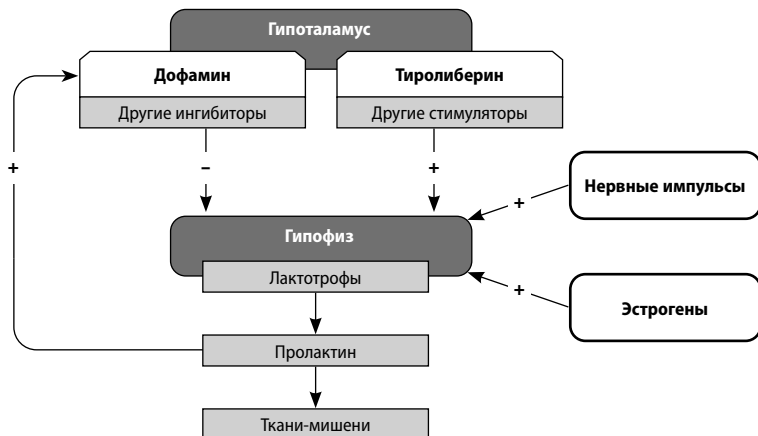 Гипоталамус
Дофамин
Тиролиберин
Другие ингибиторы
Другие стимуляторы
+
–
+
Нервные импульсы
+
Гипофиз
Лактотрофы
+
Эстрогены
Пролактин
Ткани-мишени